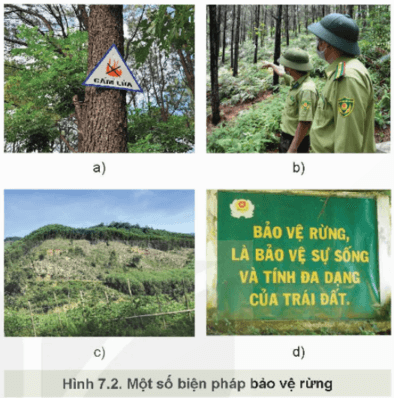 CẤM LỬA
a)
b)
BẢO VỆ RỪNG,
LÀ BẢO VỆ SỰ SỐNG
VÀ TÍNH ĐA DẠNG
CỦA TRÁI ĐẤT.
c)
d)
Hình 7.2. Một số biện pháp bảo vệ rừng